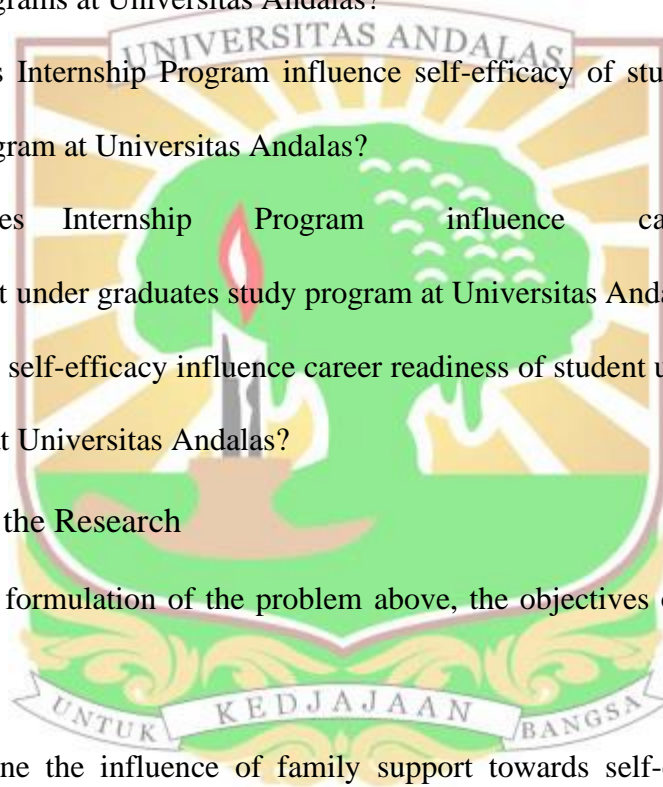 grams at Universitas Andalas?
UNIVERSITAS ANDALAS
s Internship Program influence self-efficacy of stu
gram at Universitas Andalas?
es Internship Program influence ca
t under graduates study program at Universitas Anda
self-efficacy influence career readiness of student u
at Universitas Andalas?
the Research
formulation of the problem above, the objectives
UNTUK KEDJAJAAN BANGSA
ne the influence of family support towards self-